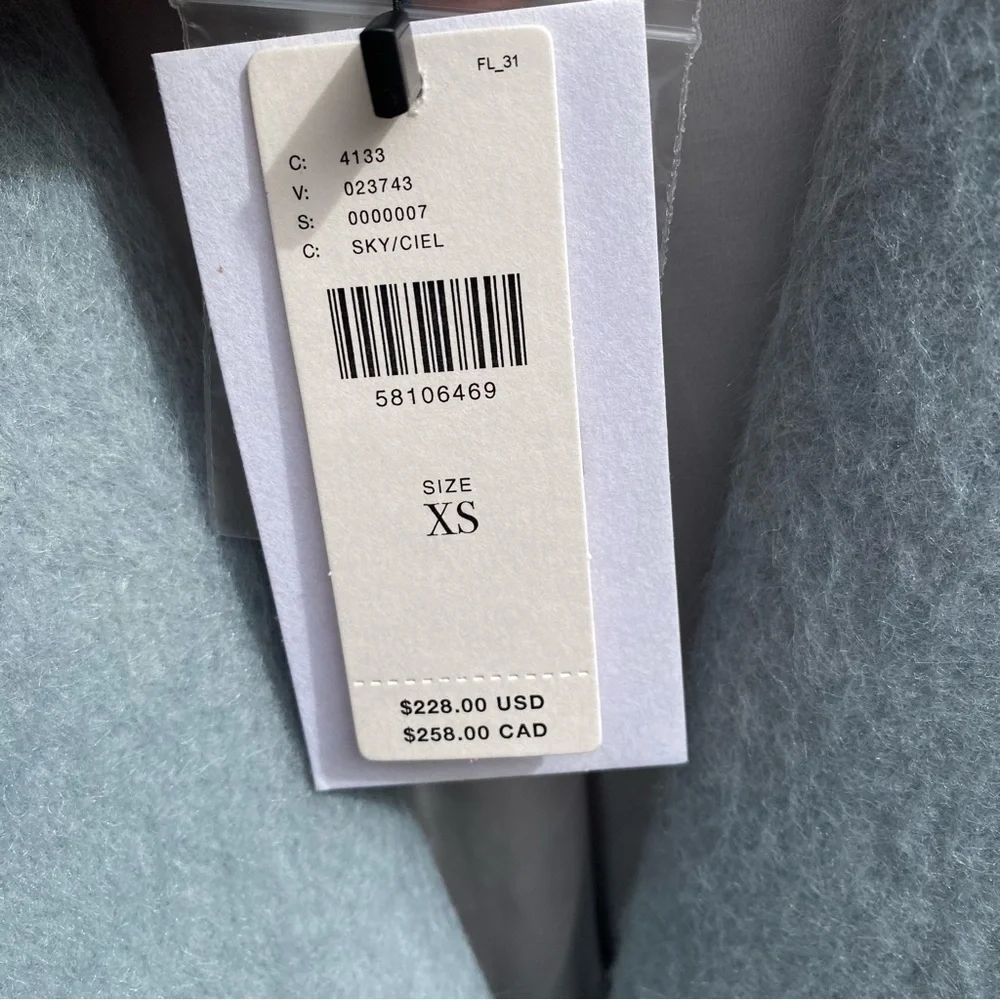 FL_31
C: 4133
V: 023743
S: 0000007
C: SKY/CIEL
58106469
SIZE
XS
$228.00 USD
$258.00 CAD